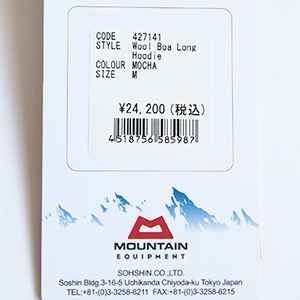 CODE 427141
STYLE Wool Boa Long
Hoodie
COLOUR MOCHA
SIZE M
¥24,200(税込)
4518756 585987
MOUNTAIN
EQUIPMENT
SOHSHIN CO.,LTD.
Soshin Bldg.3-16-5 Uchikanda Chiyoda-ku Tokyo Japan
TEL:+81-(0)3-3258-6211 FAX:+81-(0)3-3258-6215